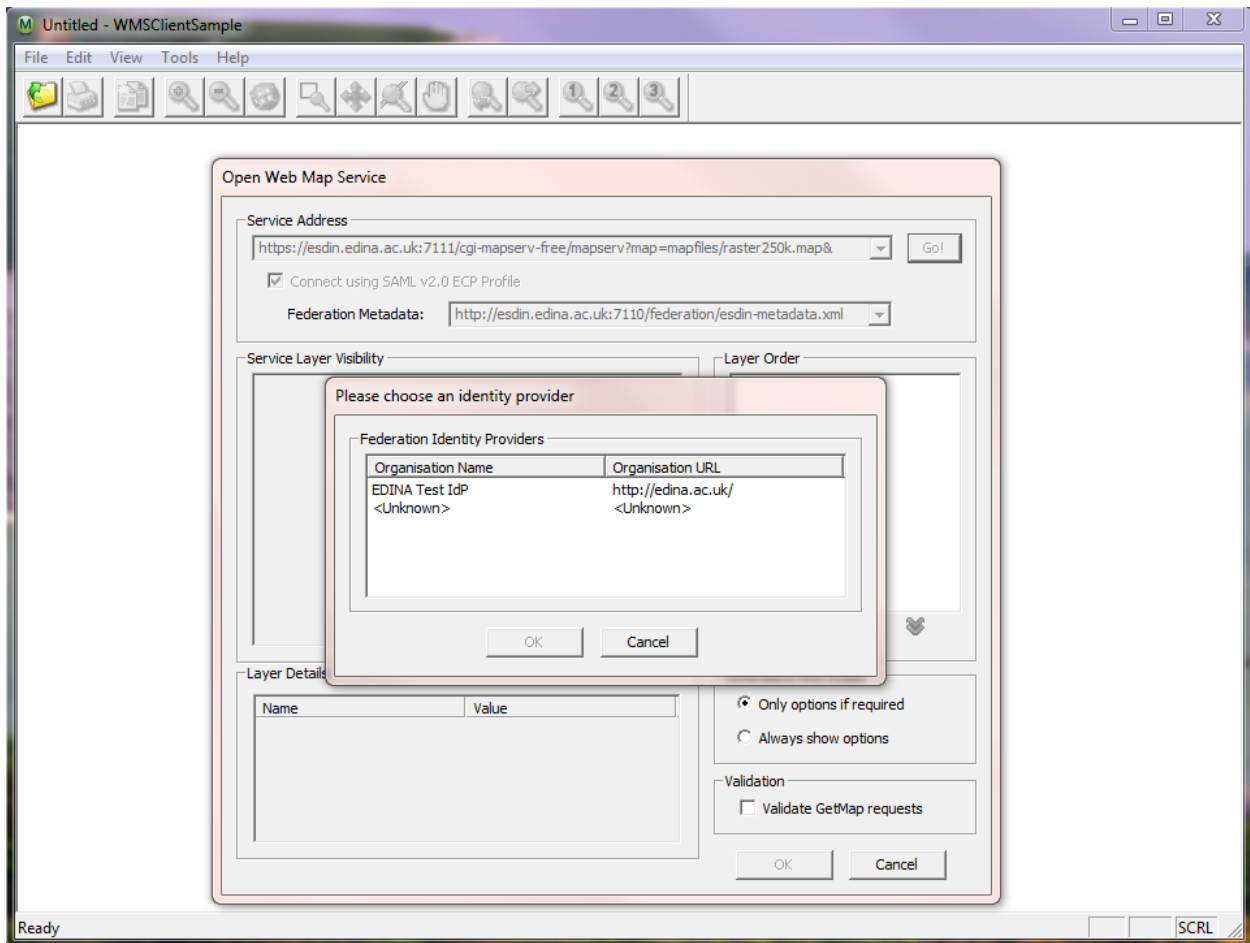 Untitled - WMSClientSample
File Edit View Tools Help
1 2 3
Open Web Map Service
Service Address
https://esdin.edina.ac.uk:7111/cgi-mapserv-free/mapserv?map=mapfiles/raster250k.map&
Go!
Connect using SAML v2.0 ECP Profile
Federation Metadata: http://esdin.edina.ac.uk:7110/federation/esdin-metadata.xml
Service Layer Visibility
Layer Order
Please choose an identity provider
Federation Identity Providers
Organisation Name Organisation URL
EDINA Test IdP http://edina.ac.uk/
<Unknown> <Unknown>
OK Cancel
Layer Details
Name Value
Only options if required
Always show options
Validation
Validate GetMap requests
OK Cancel
Ready SCRL